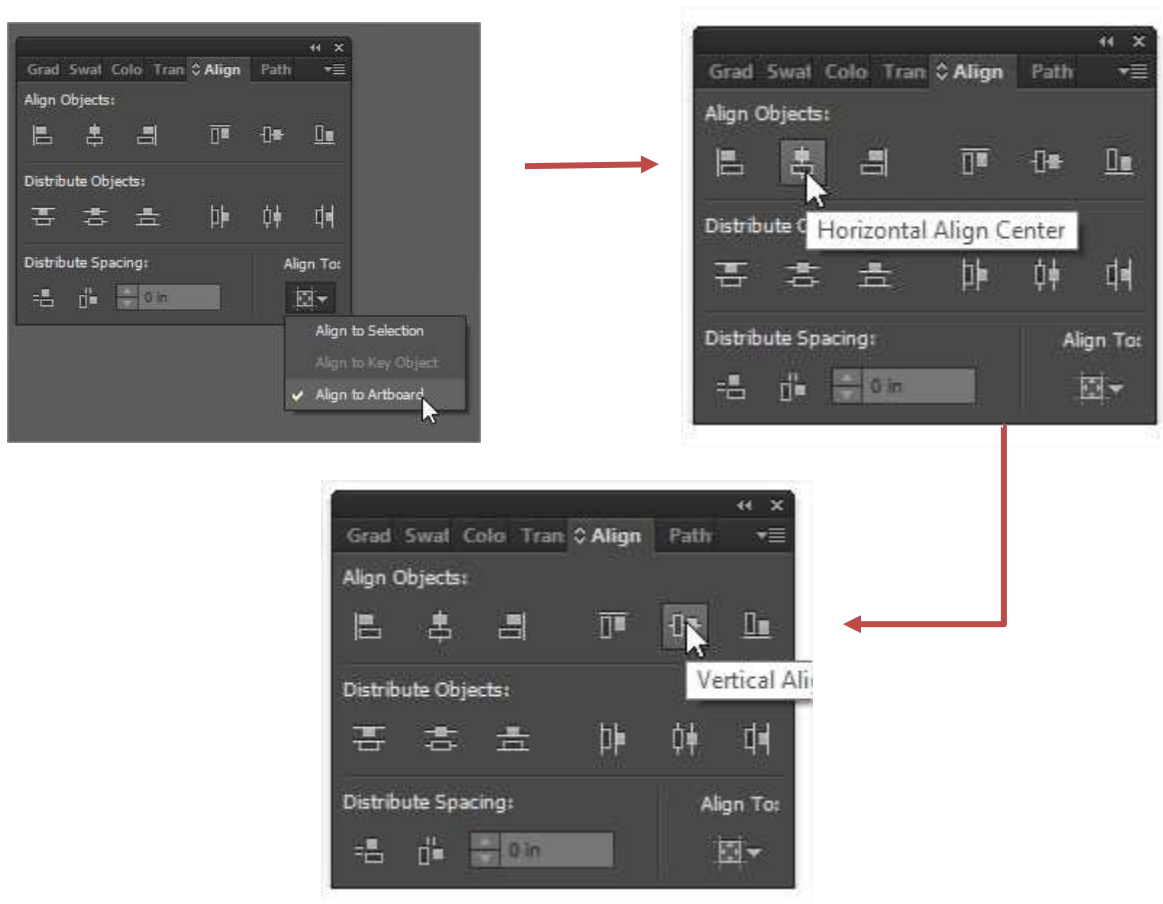 Grad Swat Colo Tran Align Path
Align Objects:
Distribute Objects:
Distribute Spacing: Align To:
0 in
Align to Selection
Align to Key Object
Align to Artboard
Grad Swat Colo Tran Align Path
Align Objects:
Distribute O
Horizontal Align Center
Distribute Spacing: Align To:
0 in
Grad Swat Colo Tran Align Path
Align Objects:
Distribute Objects:
Vertical Ali
Distribute Spacing: Align To:
0 in